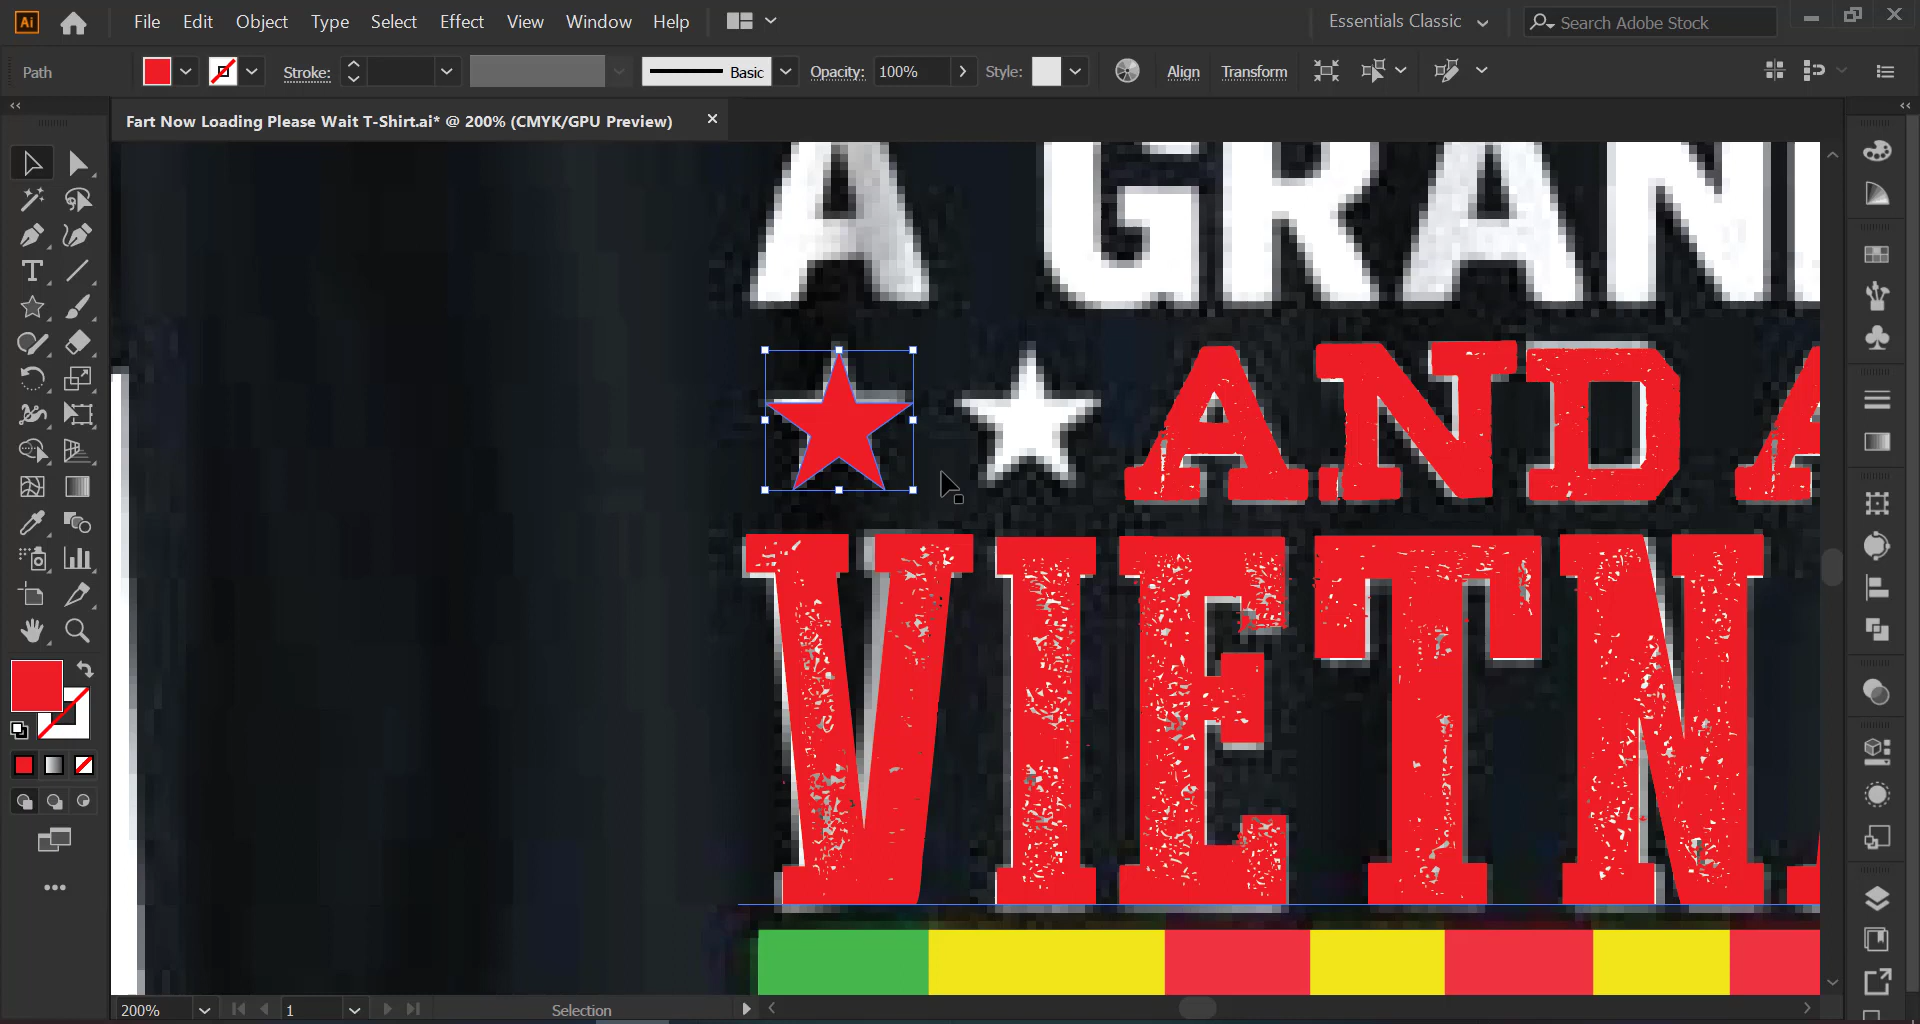 Ai File Edit Object Type Select Effect View Window Help Essentials Classic Search Adobe Stock
Path Stroke: Basic Opacity: 100% Style: Align Transform
Fart Now Loading Please Wait T-Shirt.ai* @ 200% (CMYK/GPU Preview)
A GRAN
AND A
VIETN
200% 1 Selection